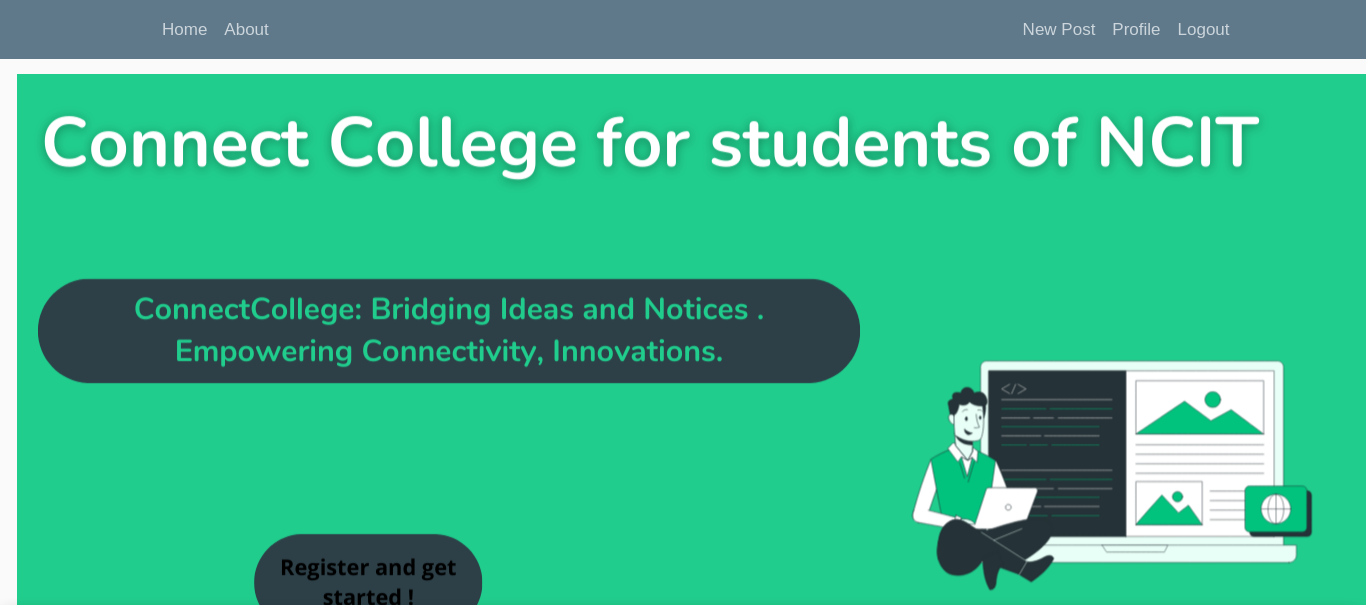 Home About New Post Profile Logout
Connect College for students of NCIT
ConnectCollege: Bridging Ideas and Notices .
Empowering Connectivity, Innovations.
</>
Register and get
started !